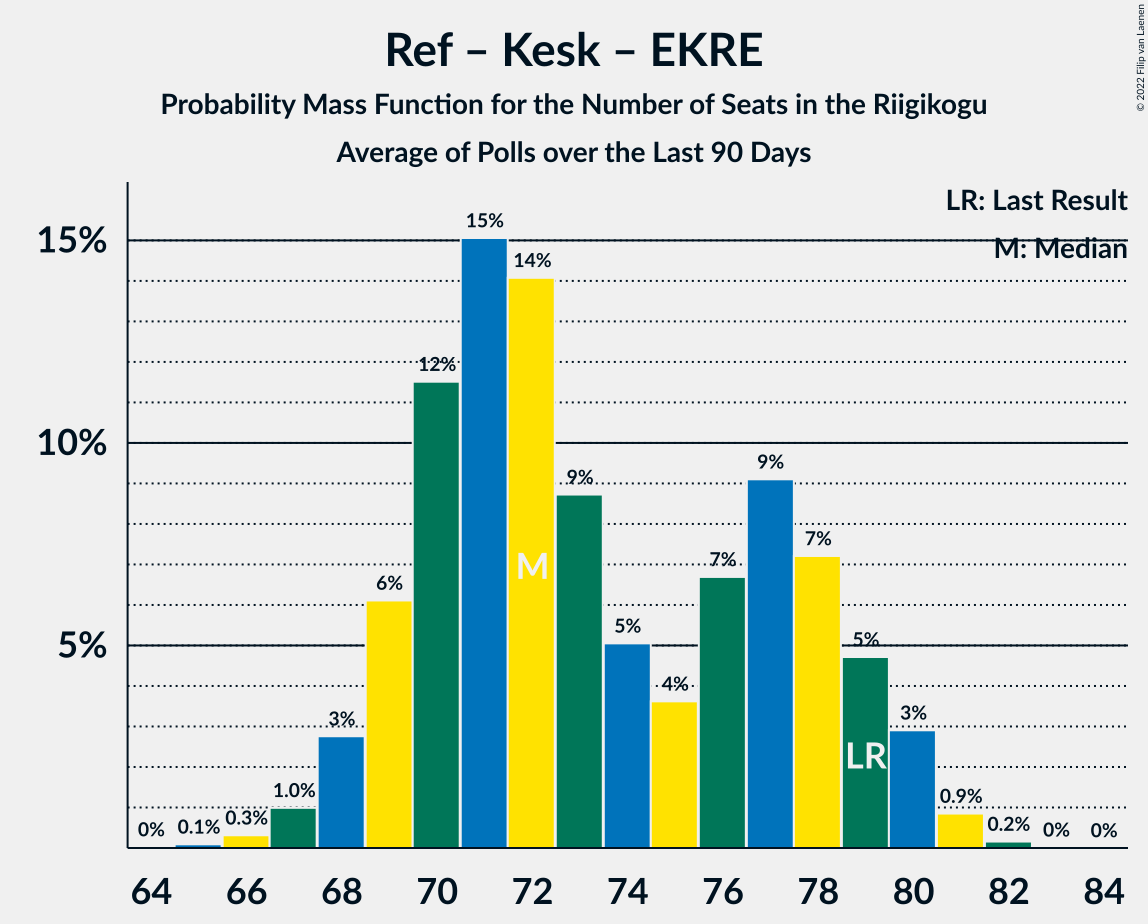 Ref – Kesk – EKRE
Probability Mass Function for the Number of Seats in the Riigikogu
Average of Polls over the Last 90 Days
© 2022 Filip van Laenen
LR: Last Result
M: Median
15%
10%
5%
0%
0.1%
0.3%
1.0%
3%
6%
12%
15%
14%
9%
5%
4%
7%
9%
7%
5%
3%
0.9%
0.2%
0%
0%
M
LR
64 66 68 70 72 74 76 78 80 82 84